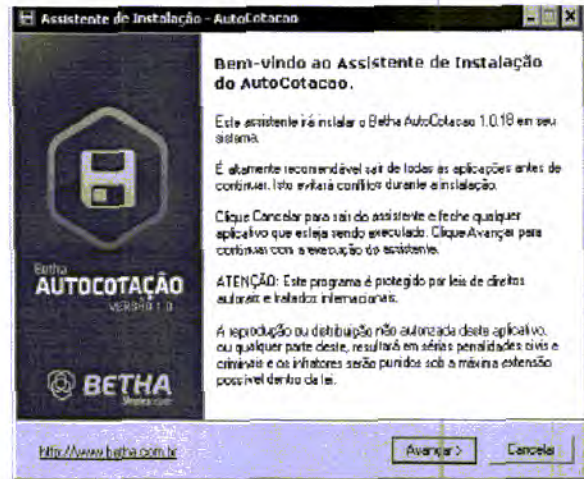 Assistente de Instalação - AutoCotacao
Bem-vindo ao Assistente de Instalação
do AutoCotacao.
Este assistente irá instalar o Betha AutoCotacao 1.0.18 em seu
sistema.
É altamente recomendável sair de todas as aplicações antes de
continuar. Isto evitará conflitos durante a instalação.
Clique Cancelar para sair do assistente e feche qualquer
aplicativo que esteja sendo executado. Clique Avançar para
continuar com a execução do assistente.
ATENÇÃO: Este programa é protegido por leis de direitos
autorais e tratados internacionais.
A reprodução ou distribuição não autorizada deste aplicativo,
ou qualquer parte deste, resultará em sérias penalidades civis e
criminais e os infratores serão punidos sob a máxima extensão
possível dentro da lei.
Betha
AUTOCOTAÇÃO
VERSÃO 1.0
BETHA
http://www.betha.com.br
Avançar >
Cancelar